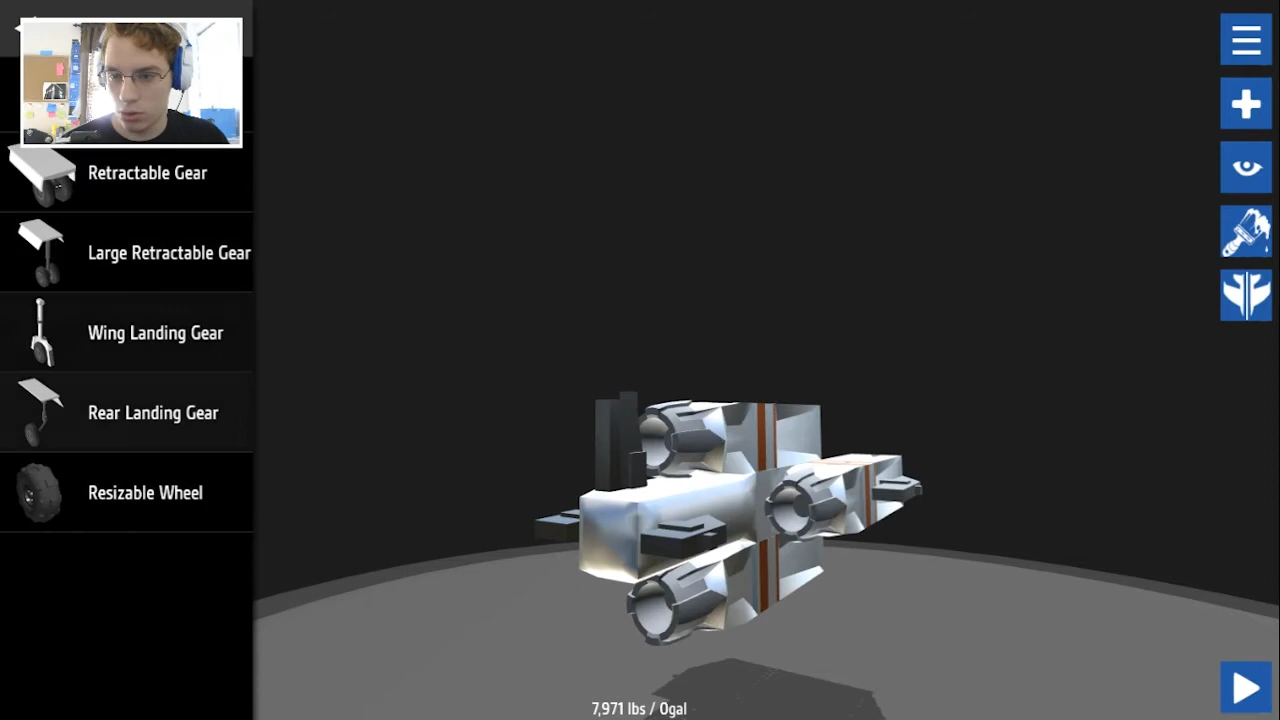 Retractable Gear
Large Retractable Gear
Wing Landing Gear
Rear Landing Gear
Resizable Wheel
7,971 lbs / 0gal